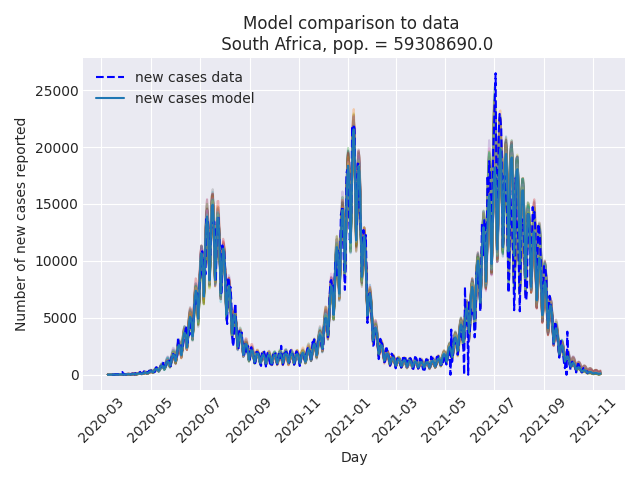 Model comparison to data
South Africa, pop. = 59308690.0
new cases data
new cases model
Number of new cases reported
25000
20000
15000
10000
5000
0
2020-03
2020-05
2020-07
2020-09
2020-11
2021-01
2021-03
2021-05
2021-07
2021-09
2021-11
Day